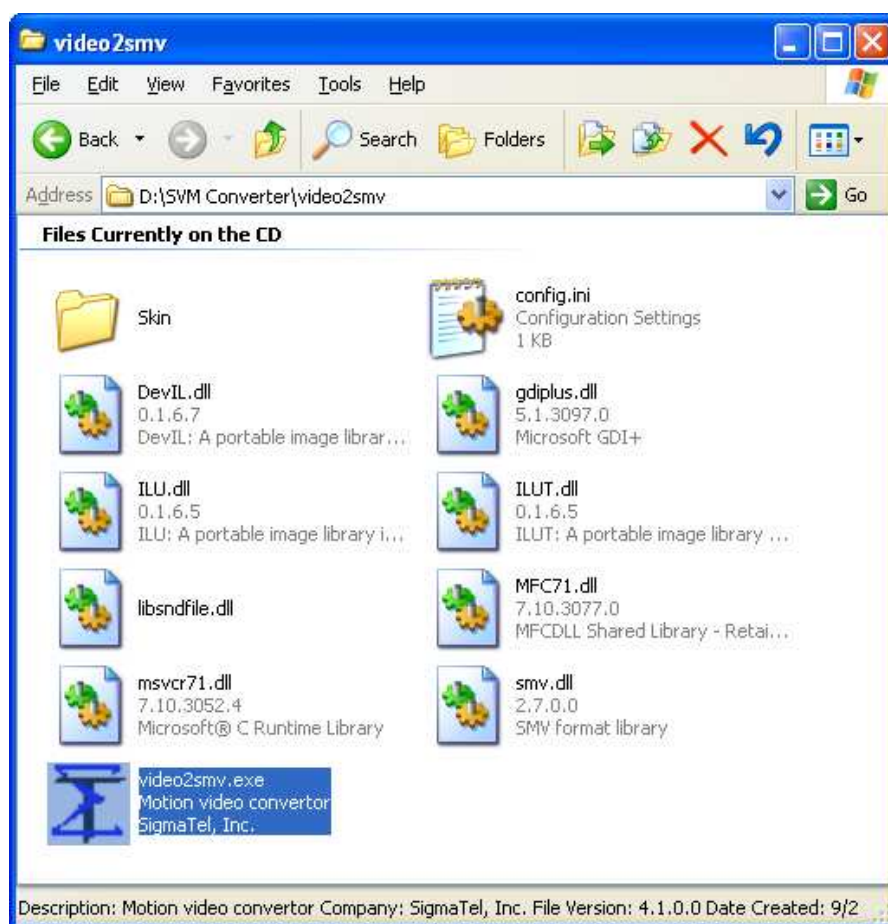 video2smv
File Edit View Favorites Tools Help
Back Search Folders
Address D:\SVM Converter\video2smv Go
Files Currently on the CD
Skin
config.ini
Configuration Settings
1 KB
DevIL.dll
0.1.6.7
DevIL: A portable image librar...
gdiplus.dll
5.1.3097.0
Microsoft GDI+
ILU.dll
0.1.6.5
ILU: A portable image library i...
ILUT.dll
0.1.6.5
ILUT: A portable image library ...
libsndfile.dll
MFC71.dll
7.10.3077.0
MFCDLL Shared Library - Retai...
msvcr71.dll
7.10.3052.4
Microsoft® C Runtime Library
smv.dll
2.7.0.0
SMV format library
video2smv.exe
Motion video convertor
SigmaTel, Inc.
Description: Motion video convertor Company: SigmaTel, Inc. File Version: 4.1.0.0 Date Created: 9/2